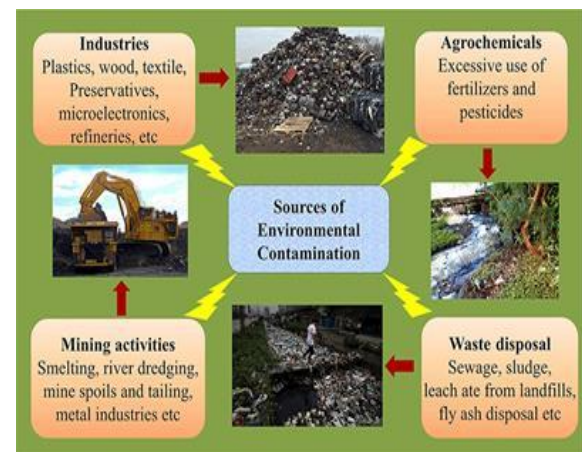 Industries
Plastics, wood, textile,
Preservatives,
microelectronics,
refineries, etc
Agrochemicals
Excessive use of
fertilizers and
pesticides
Sources of
Environmental
Contamination
Mining activities
Smelting, river dredging,
mine spoils and tailing,
metal industries etc
Waste disposal
Sewage, sludge,
leach ate from landfills,
fly ash disposal etc